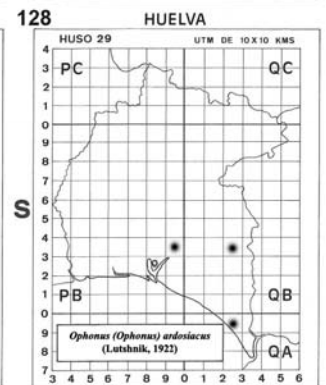 128 HUELVA
HUSO 29 UTM DE 10 X 10 KMS
PC QC
4
3
2
1
0
9
8
7
6
S 5
4
3
2
1
PB QB
0
9
8 QA
7
Ophonus (Ophonus) ardosiacus
(Lutshnik, 1922)
3 4 5 6 7 8 9 0 1 2 3 4 5 6